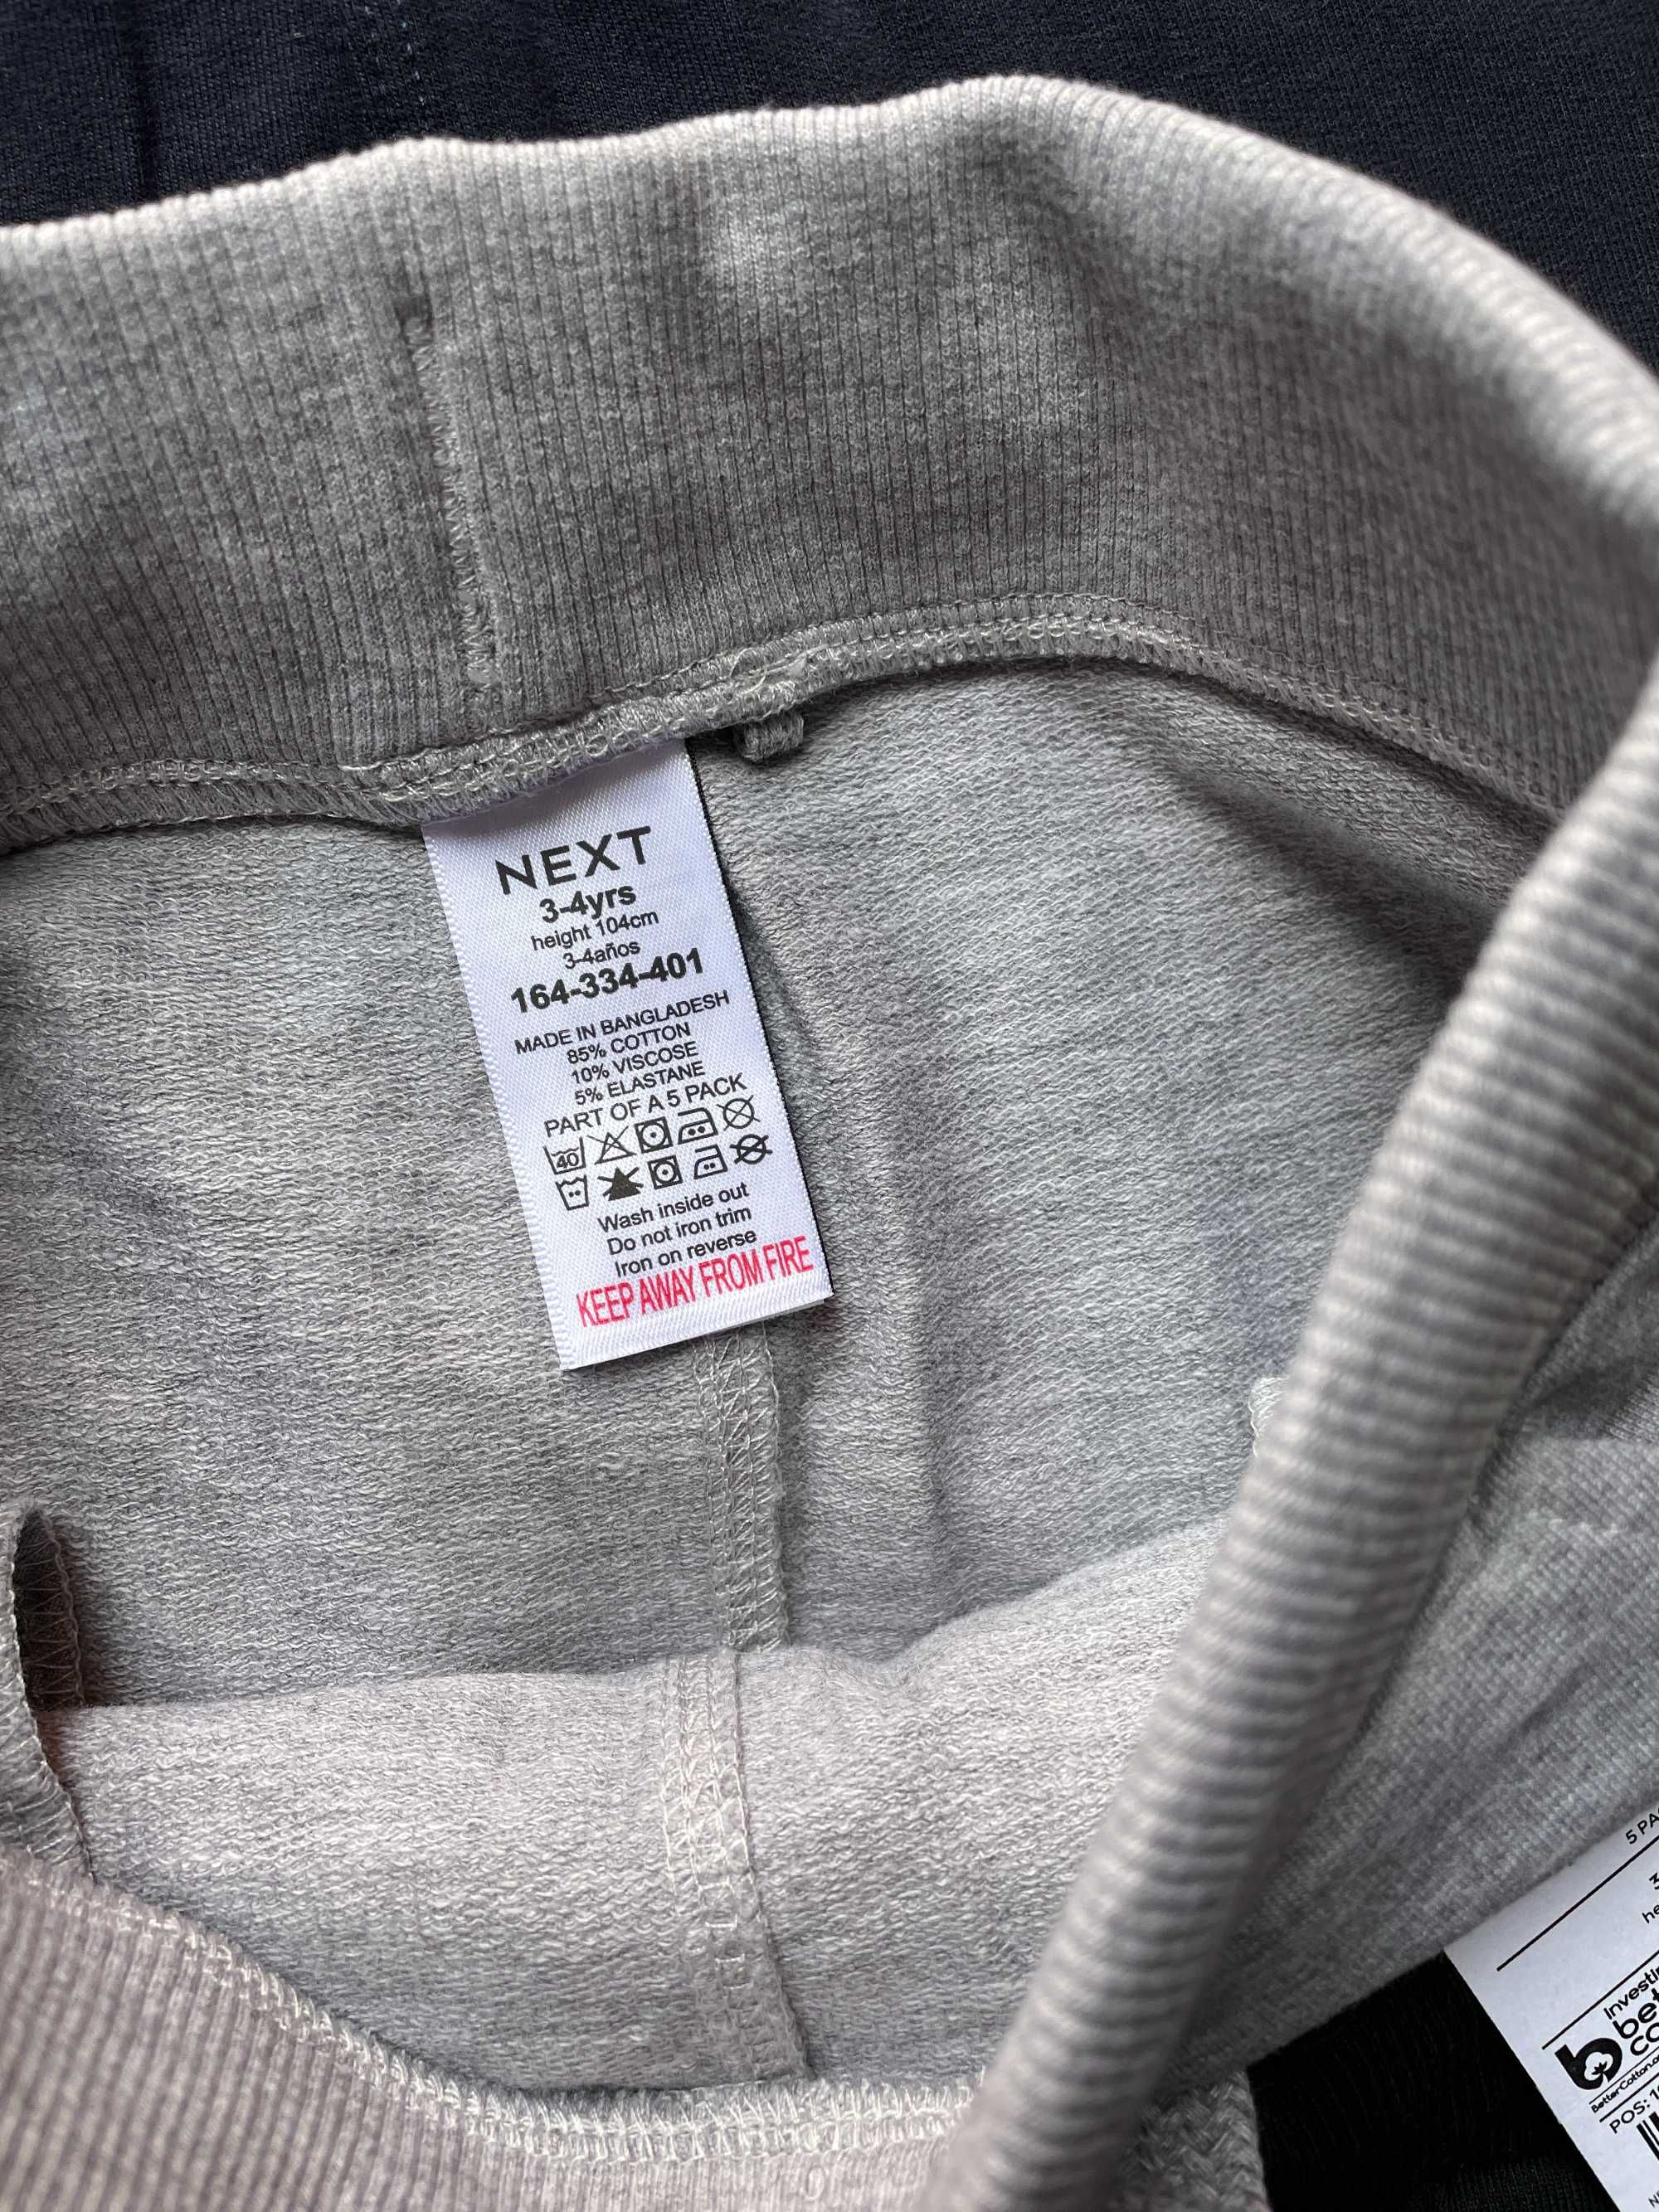 NEXT
3-4yrs
height 104cm
3-4años
164-334-401
MADE IN BANGLADESH
85% COTTON
10% VISCOSE
5% ELASTANE
PART OF A 5 PACK
40
Wash inside out
Do not iron trim
Iron on reverse
KEEP AWAY FROM FIRE
5
POS: